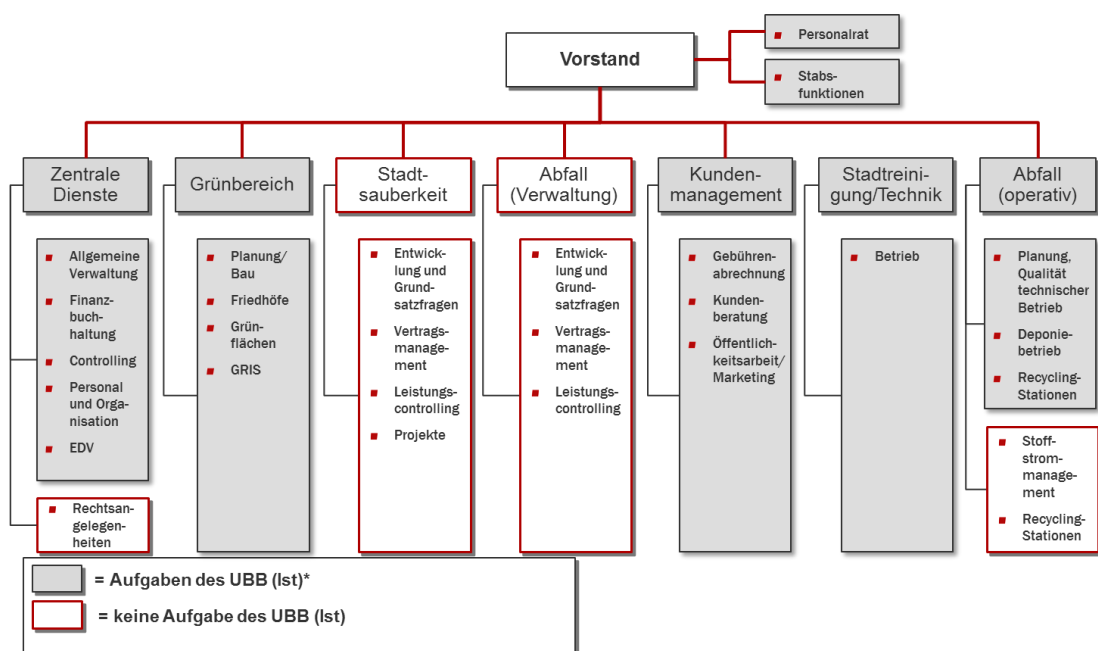 Vorstand
Personalrat
Stabs-
funktionen
Zentrale
Dienste
Allgemeine
Verwaltung
Finanz-
buch-
haltung
Controlling
Personal
und Orga-
nisation
EDV
Rechtsan-
gelegen-
heiten
Grünbereich
Planung/
Bau
Friedhöfe
Grün-
flächen
GRIS
Stadt-
sauberkeit
Entwick-
lung und
Grund-
satzfragen
Vertrags-
management
Leistungs-
controlling
Projekte
Abfall
(Verwaltung)
Entwick-
lung und
Grund-
satzfragen
Vertrags-
management
Leistungs-
controlling
Kunden-
management
Gebühren-
abrechnung
Kunden-
beratung
Öffentlich-
keitsarbeit/
Marketing
Stadtreini-
gung/Technik
Betrieb
Abfall
(operativ)
Planung,
Qualität
technischer
Betrieb
Deponie-
betrieb
Recycling-
Stationen
Stoff-
strom-
manage-
ment
Recycling-
Stationen
= Aufgaben des UBB (Ist)*
= keine Aufgabe des UBB (Ist)